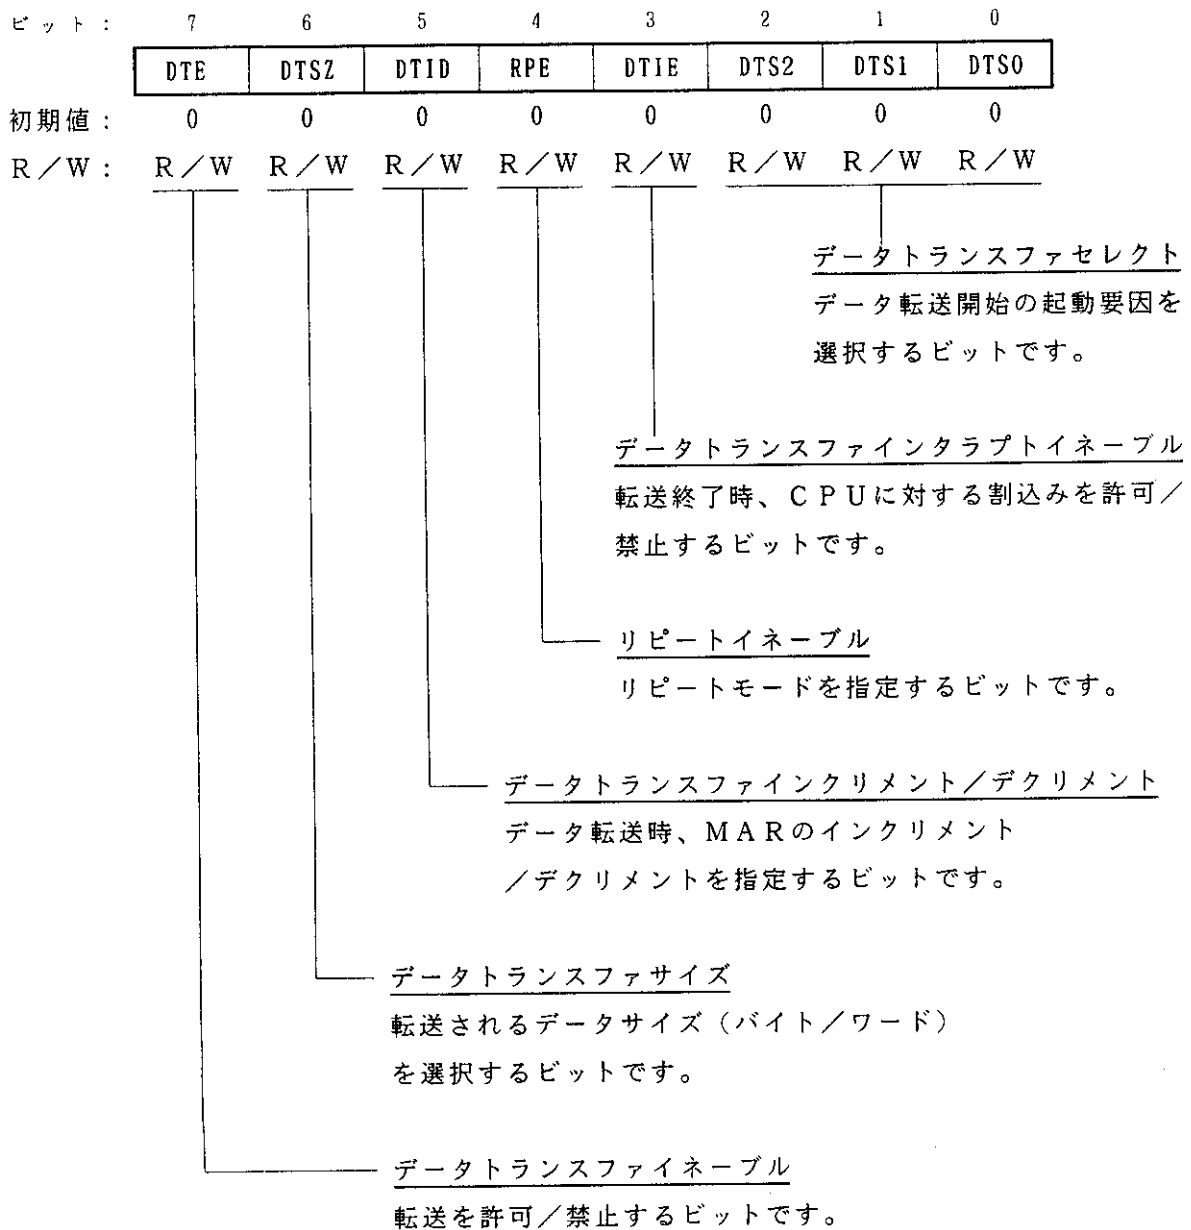 ビット： 7 6 5 4 3 2 1 0
DTE DTSZ DTID RPE DTIE DTS2 DTS1 DTS0
初期値： 0 0 0 0 0 0 0 0
R／W： R／W R／W R／W R／W R／W R／W R／W R／W
データトランスファセレクト
データ転送開始の起動要因を
選択するビットです。
データトランスファインタラプトイネーブル
転送終了時、CPUに対する割込みを許可／
禁止するビットです。
リピートイネーブル
リピートモードを指定するビットです。
データトランスファインクリメント／デクリメント
データ転送時、MARのインクリメント
／デクリメントを指定するビットです。
データトランスファサイズ
転送されるデータサイズ（バイト／ワード）
を選択するビットです。
データトランスファイネーブル
転送を許可／禁止するビットです。